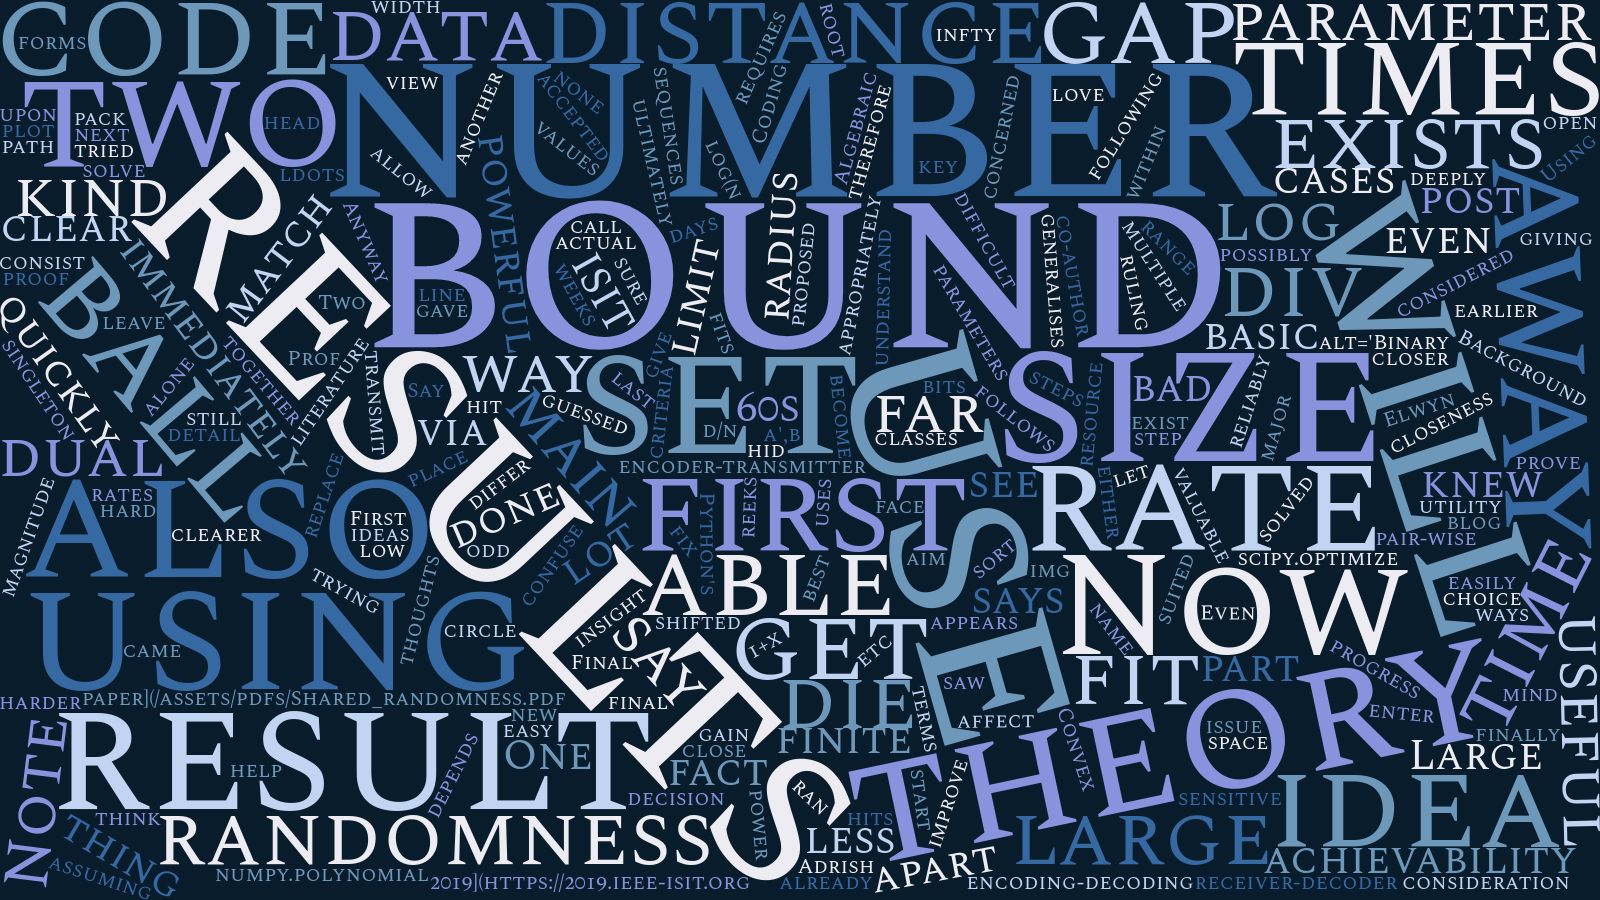 CODE
FORMS
WIDTH
DATA
DISTANCE
REQUIRES
ROOT
INFTY
GAP
PARAMETER
TIMES
TWO
NUMBER
VIEW
ANOTHER
SEQUENCES
NONE
ACCEPTED
VALUES
CODING
ALGEBRAIC
THEREFORE
CONCERNED
LOVE
FOLLOWING
WITHIN
KEY
EXISTS
OPEN
UPON
PLOT
PATH
PACK
NEXT
TRIED
SOLVE
HEAD
LDOTS
ALLOW
POWERFUL
ULTIMATELY
LOG(N
CASES
DEEPLY
USING
POST
KIND
CLEAR
RESULTS
MATCH
ANYWAY
BOUND
CALL
ACTUAL
ISIT
SURE
WEEKS
DAYS
LIMIT
RADIUS
PROPOSED
APPROPRIATELY
UNDERSTAND
DIFFICULT
PARAMETERS
GENERALISES
CO-AUTHOR
MULTIPLE
RANGE
RULING
LOG
POSSIBLY
DIV
WILL
EVEN
GIVING
AWAY
CONSIDERED
EARLIER
CONSIST
PROOF
BALL
LEAVE
IMMEDIATELY
QUICKLY
SINGLETON
ALONE
TOGETHER
LITERATURE
TWO
PROF
TRANSMIT
LINE
GAVE
FITS
GIVE
CRITERIA
BASIC
ALT='BINARY
CLOSER
BACKGROUND
WAY
SAY
HIT
VIA
GUESSED
SET
LAST
60S
D/N
A',B
HID
BECOME
USE
BITS
FAR
CLASSES
FOLLOWS
SIZE
STEPS
RESOURCE
BAD
EXIST
STEP
RELIABLY
MAJOR
ELWYN
CLOSENESS
STILL
DETAIL
DUAL
RATES
HARD
MAGNITUDE
ENCODER-TRANSMITTER
MAIN
PLACE
DIFFER
DONE
ODD
REPLACE
FIRST
IDEAS
LOW
CLEARER
ALSO
LOT
CONFUSE
FIRST
FIX
PYTHON'S
REEKS
USES
FACE
SEE
RATE
EITHER
LET
VALUABLE
SOLVED
PROVE
KNEW
UTILITY
BLOG
PAIR-WISE
SCIPY.OPTIMIZE
TRYING
THOUGHTS
USING
CAME
CIRCLE
INSIGHT
ABLE
BEST
AIM
SORT
IMG
SAYS
NOW
EVEN
SUITED
NAME
EASILY
CHOICE
WAYS
TIME
USEFUL
SHIFTED
SAY
GET
I+X
ETC
APPEARS
FINAL
FINAL
HARDER
PAPER](/ASSETS/PDFS/SHARED_RANDOMNESS.PDF
FIT
PART
PROGRESS
ENTER
MIND
SAW
DIE
FINITE
TERMS
AFFECT
CONVEX
THEORY
ISSUE
SPACE
FINALLY
LARGE
NOTE
RESULT
HELP
DEPENDS
NEW
EASY
ONE
GAIN
CLOSE
FACT
DECISION
POWER
RAN
START
IMPROVE
SENSITIVE
IDEA
THINK
THING
ASSUMING
RANDOMNESS
HITS
LESS
ADRISH
ALREADY
APART
LARGE
ACHIEVABILITY
NUMPY.POLYNOMIAL
2019](HTTPS://2019.IEEE-ISIT.ORG
ENCODING-DECODING
RECEIVER-DECODER
CONSIDERATION